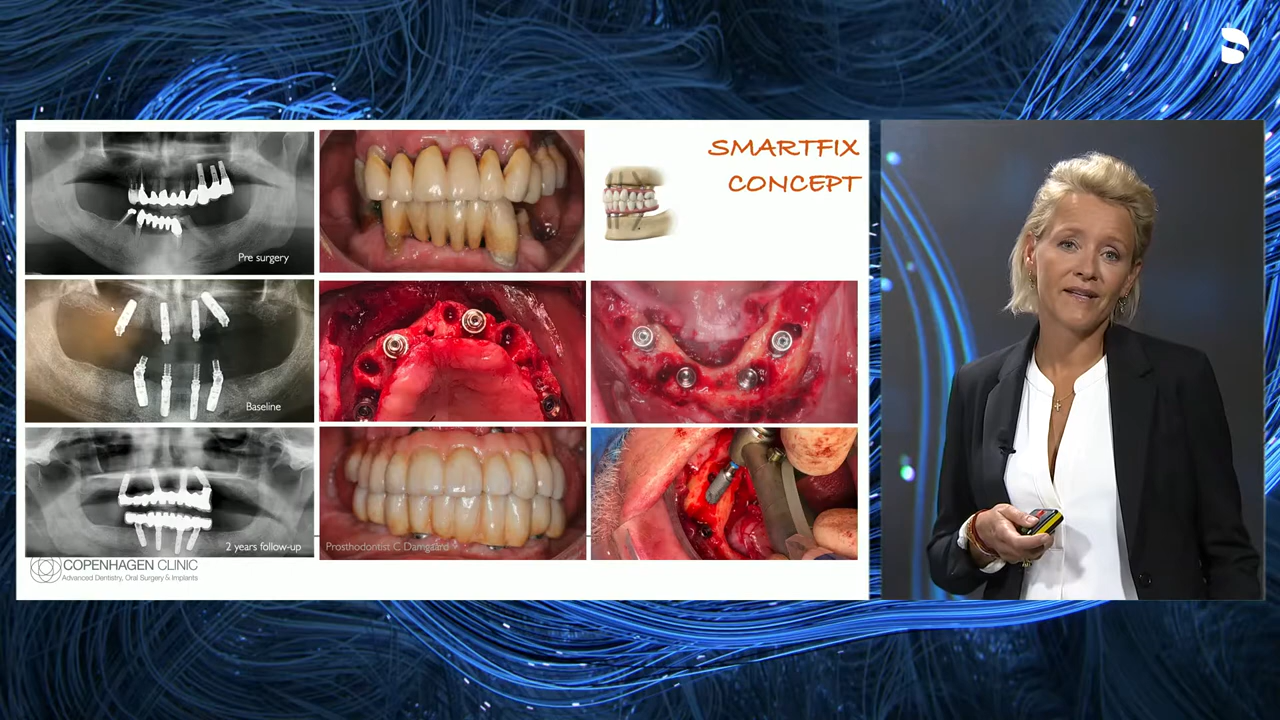 SMARTFIX
CONCEPT
Pre surgery
Baseline
2 years follow-up
Prosthodontist C Damgaard
COPENHAGEN CLINIC
Advanced Dentistry, Oral Surgery & Implants